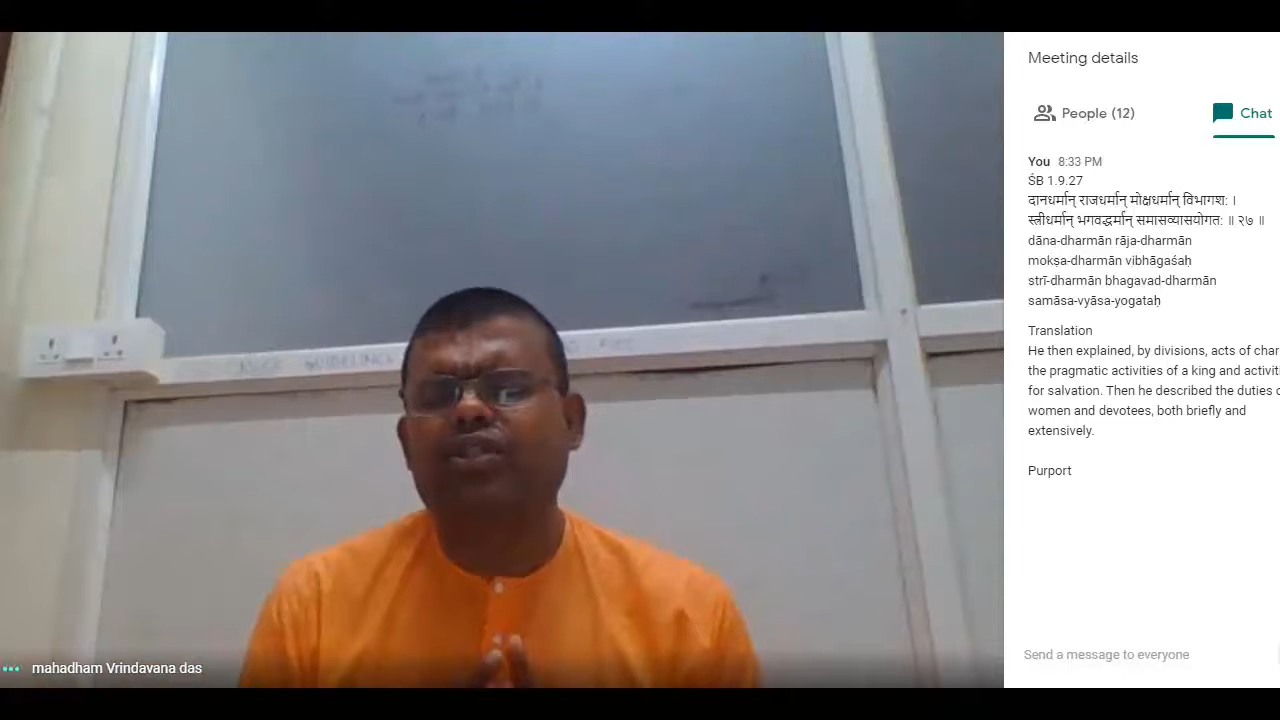 Meeting details
People (12)
Chat
You 8:33 PM
ŚB 1.9.27
दानधर्मान् राजधर्मान् मोक्षधर्मान् विभागश: ।
स्त्रीधर्मान् भगवद्धर्मान् समासव्यासयोगत: ॥ २७ ॥
dāna-dharmān rāja-dharmān
mokṣa-dharmān vibhāgaśaḥ
strī-dharmān bhagavad-dharmān
samāsa-vyāsa-yogataḥ
Translation
He then explained, by divisions, acts of char
the pragmatic activities of a king and activiti
for salvation. Then he described the duties
women and devotees, both briefly and
extensively.
Purport
Send a message to everyone
mahadham Vrindavana das